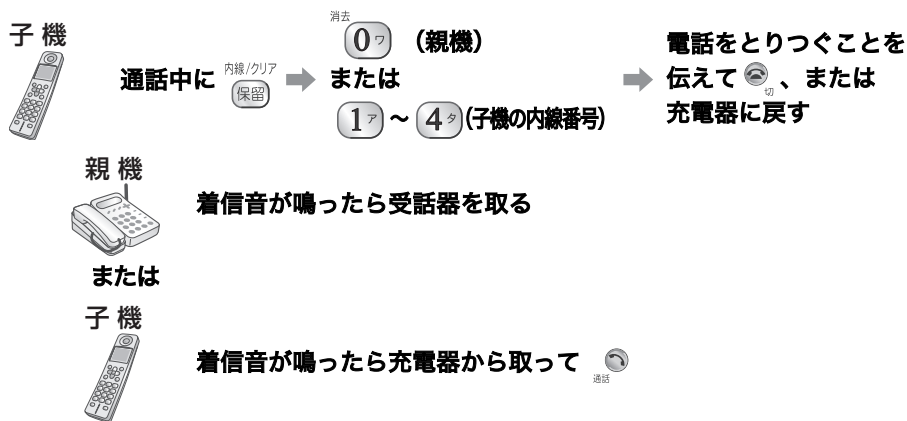 子機
通話中に 内線/クリア 保留
消去
0ワ (親機)
または
1ア ~ 4タ (子機の内線番号)
電話をとりつぐことを
伝えて 切 、または
充電器に戻す
親機
着信音が鳴ったら受話器を取る
または
子機
着信音が鳴ったら充電器から取って 通話